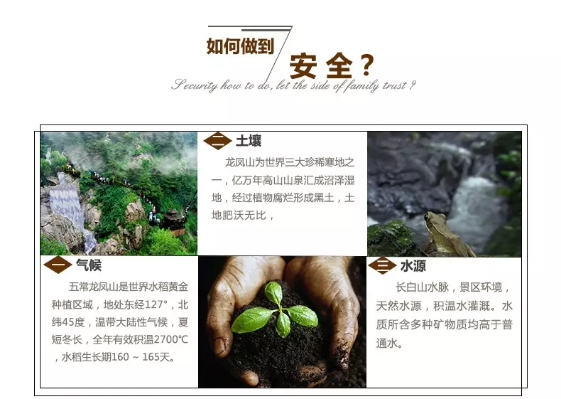 如何做到
安全？
Security how to do, let the side of family trust ?
一 气候
五常龙凤山是世界水稻黄金
种植区域，地处东经127°，北
纬45度，温带大陆性气候，夏
短冬长，全年有效积温2700℃
，水稻生长期160 ~ 165天。
二 土壤
龙凤山为世界三大珍稀寒地之
一，亿万年高山山泉汇成沼泽湿
地，经过植物腐烂形成黑土，土
地肥沃无比，
三 水源
长白山水脉，景区环境，
天然水源，积温水灌溉。水
质所含多种矿物质均高于普
通水。